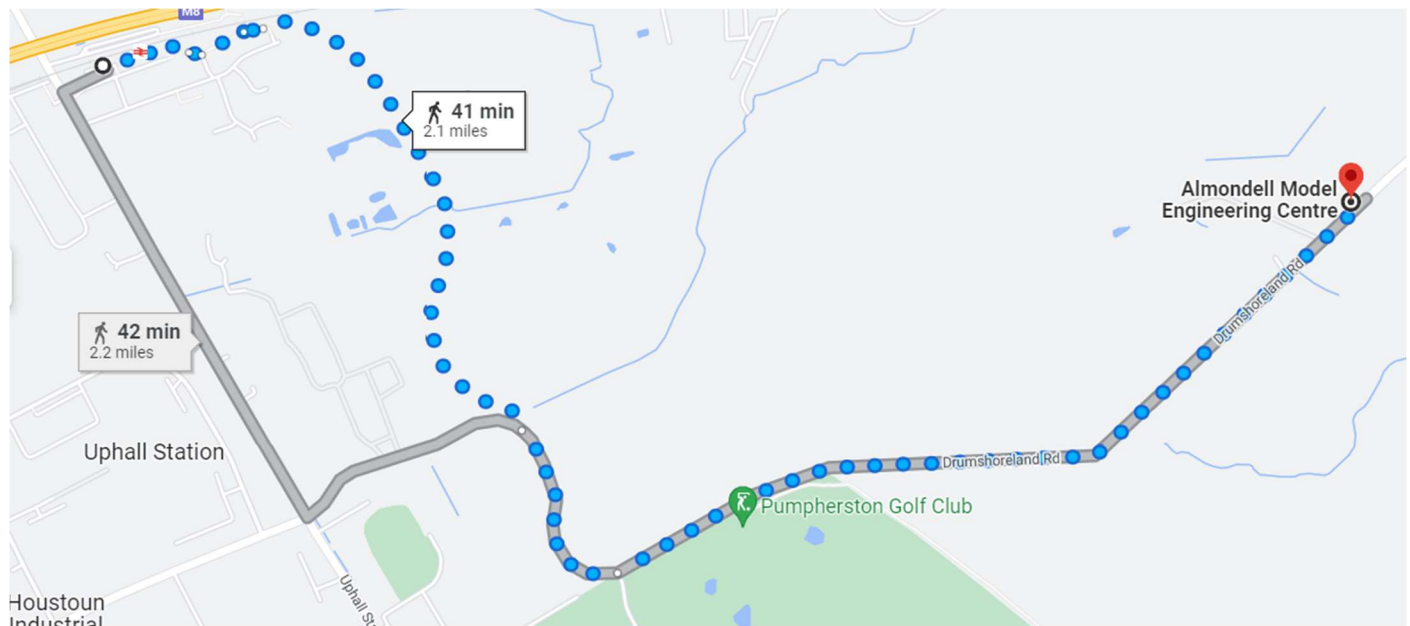 M8
41 min
2.1 miles
Almondell Model
Engineering Centre
Drumshoreland Rd
42 min
2.2 miles
Uphall Station
Drumshoreland Rd
Pumpherston Golf Club
Uphall
Houstoun
Industrial